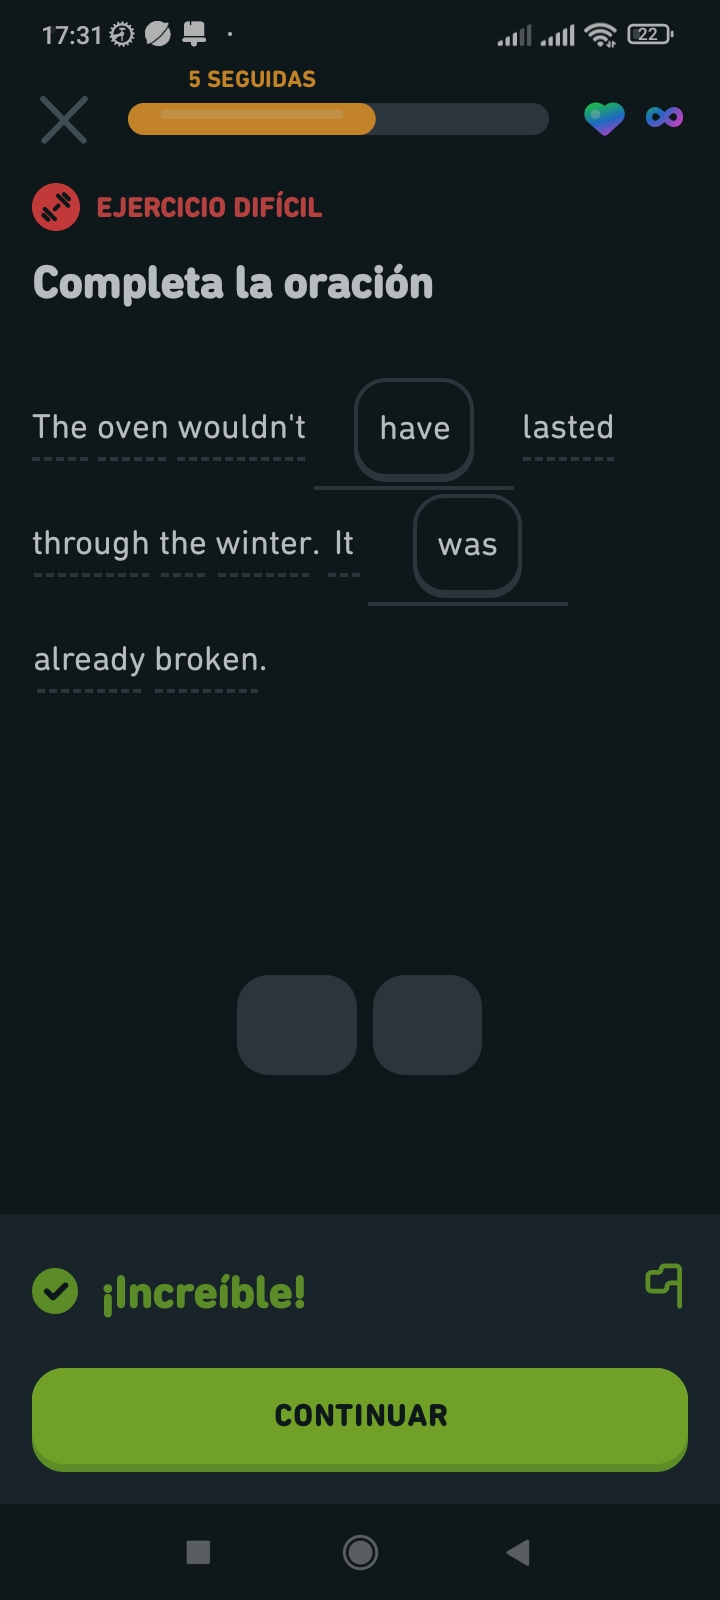 17:31
22
5 SEGUIDAS
EJERCICIO DIFÍCIL
Completa la oración
The oven wouldn't have lasted
through the winter. It was
already broken.
¡Increíble!
CONTINUAR